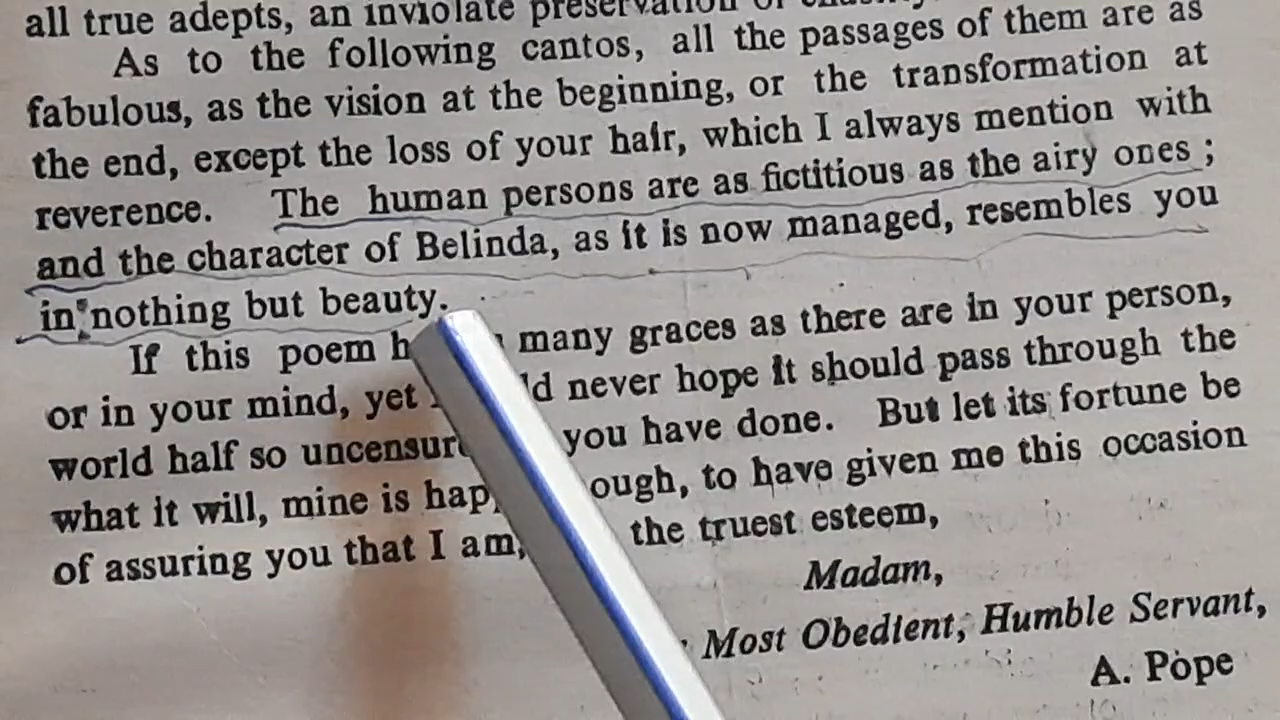 all true adepts, an inviolate preservation of
As to the following cantos, all the passages of them are as
fabulous, as the vision at the beginning, or the transformation at
the end, except the loss of your hair, which I always mention with
reverence. The human persons are as fictitious as the airy ones ;
and the character of Belinda, as it is now managed, resembles you
in nothing but beauty.
If this poem many graces as there are in your person,
or in your mind, yet never hope it should pass through the
world half so you have done. But let its fortune be
what it will, mine is to have given me this occasion
of assuring you that I am, the truest esteem,
Madam,
Most Obedient, Humble Servant,
A. Pope